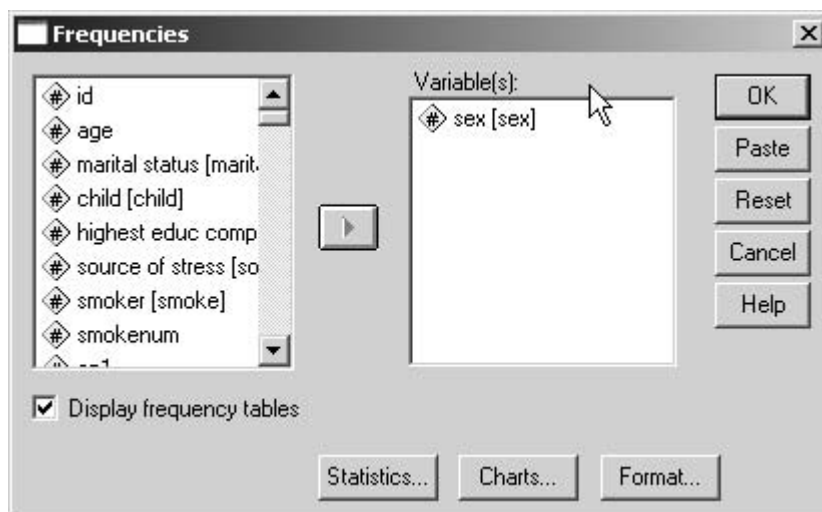 Frequencies
id
age
marital status [marit
child [child]
highest educ comp
source of stress [so
smoker [smoke]
smokenum
Variable(s):
sex [sex]
OK
Paste
Reset
Cancel
Help
Display frequency tables
Statistics...
Charts...
Format...